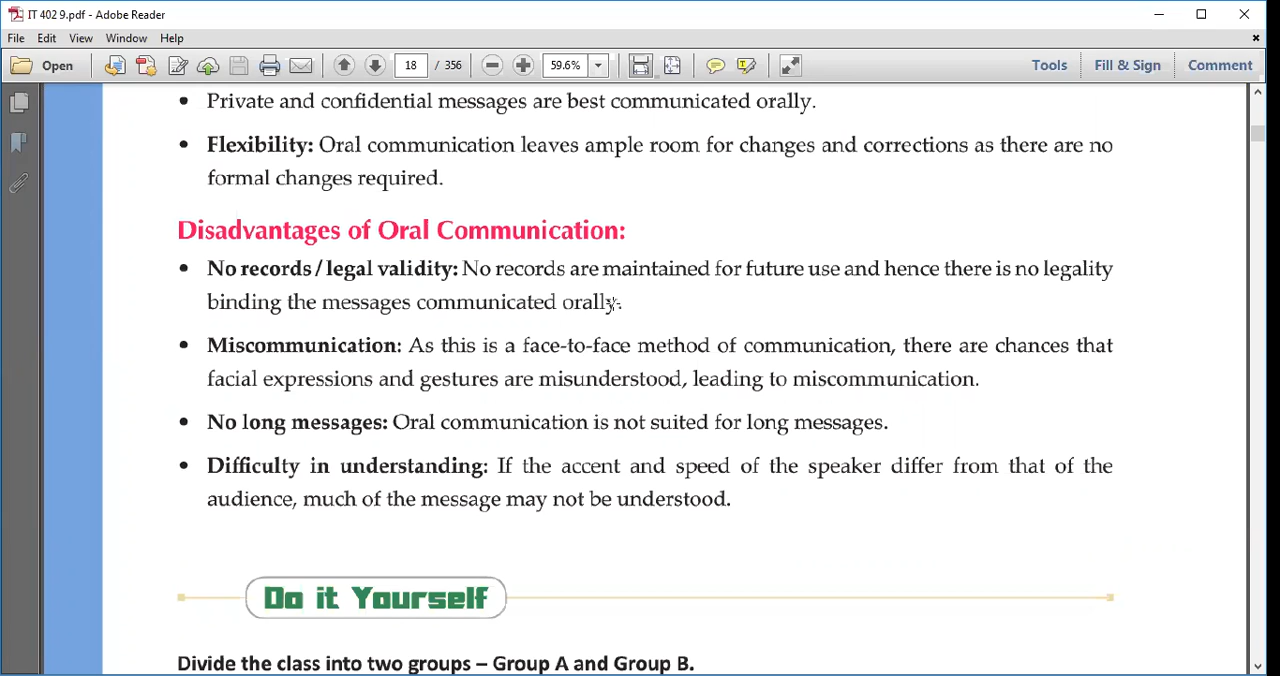 IT 402 9.pdf - Adobe Reader
File Edit View Window Help
Open 18 / 356 59.6% Tools Fill & Sign Comment
• Private and confidential messages are best communicated orally.
• Flexibility: Oral communication leaves ample room for changes and corrections as there are no
formal changes required.
Disadvantages of Oral Communication:
• No records / legal validity: No records are maintained for future use and hence there is no legality
binding the messages communicated orally.
• Miscommunication: As this is a face-to-face method of communication, there are chances that
facial expressions and gestures are misunderstood, leading to miscommunication.
• No long messages: Oral communication is not suited for long messages.
• Difficulty in understanding: If the accent and speed of the speaker differ from that of the
audience, much of the message may not be understood.
Do it Yourself
Divide the class into two groups – Group A and Group B.